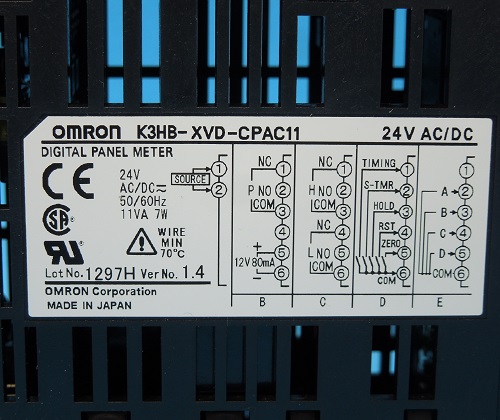 OMRON K3HB-XVD-CPAC11 24V AC/DC
DIGITAL PANEL METER
CE
24V
AC/DC
50/60Hz
11VA 7W
SOURCE
1
2
SA
WIRE
MIN
70°C
Lot No. 1297H Ver No. 1.4
OMRON Corporation
MADE IN JAPAN
NC 1
P NO 2
COM 3
4
+ 5
12V 80mA
− 6
B
NC 1
H NO 2
COM 3
NC 4
L NO 5
COM 6
C
TIMING 1
S-TMR 2
HOLD 3
RST 4
ZERO 5
COM 6
D
1
A 2
B 3
C 4
D 5
COM 6
E